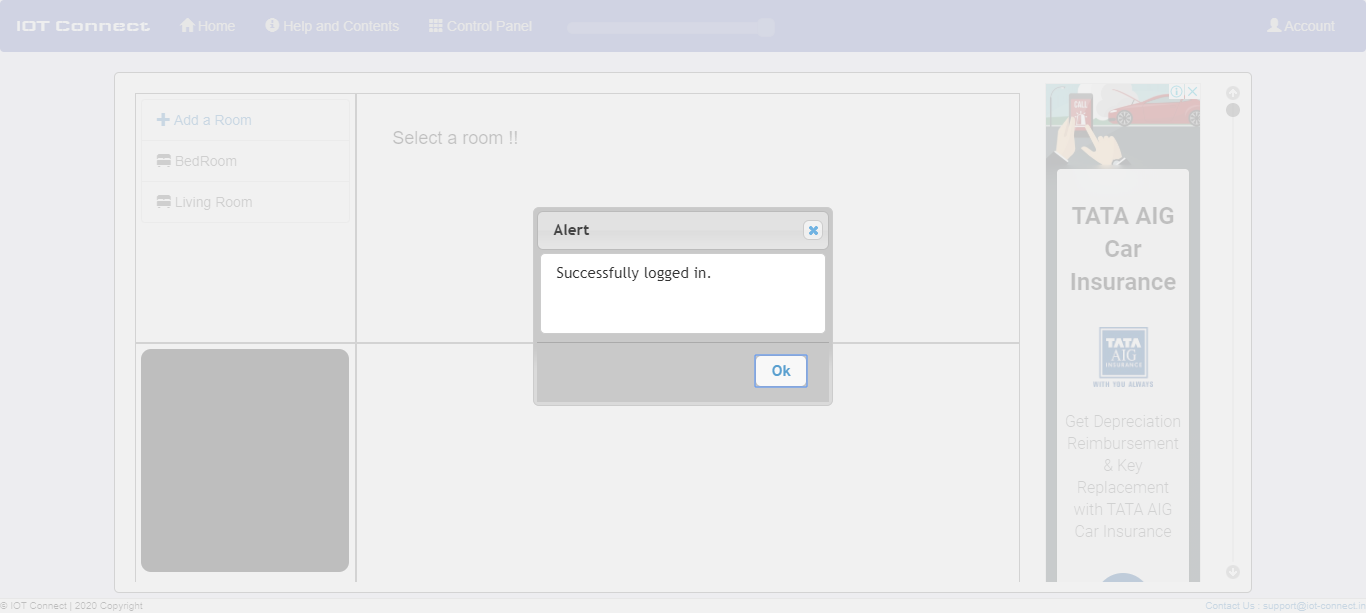 IOT Connect
Home
Help and Contents
Control Panel
Account
Add a Room
BedRoom
Living Room
Select a room !!
Alert
Successfully logged in.
Ok
CALL
TATA AIG
Car
Insurance
TATA
AIG
INSURANCE
WITH YOU ALWAYS
Get Depreciation
Reimbursement
& Key
Replacement
with TATA AIG
Car Insurance
© IOT Connect | 2020 Copyright
Contact Us : support@iot-connect.in